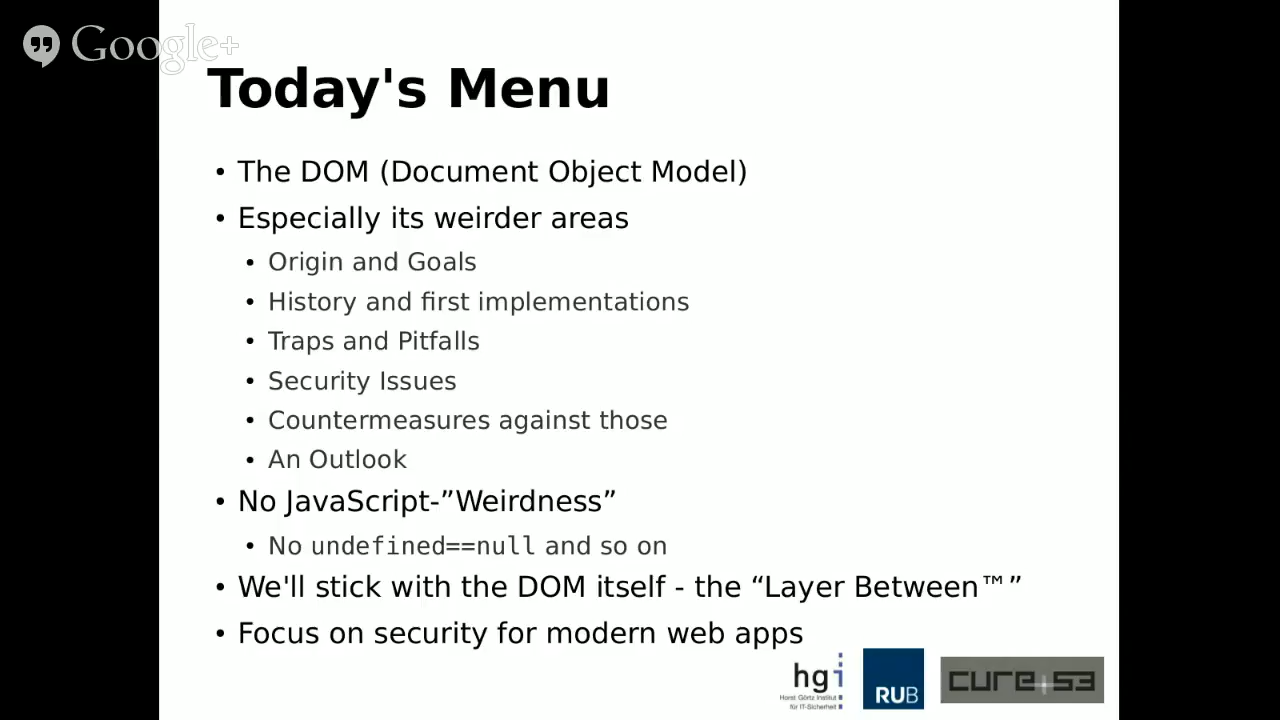 Google+
Today's Menu
• The DOM (Document Object Model)
• Especially its weirder areas
• Origin and Goals
• History and first implementations
• Traps and Pitfalls
• Security Issues
• Countermeasures against those
• An Outlook
• No JavaScript-”Weirdness”
• No undefined==null and so on
• We'll stick with the DOM itself - the “Layer Between™”
• Focus on security for modern web apps
hgi
Horst Görtz Institut
für IT-Sicherheit
RUB
cure+53